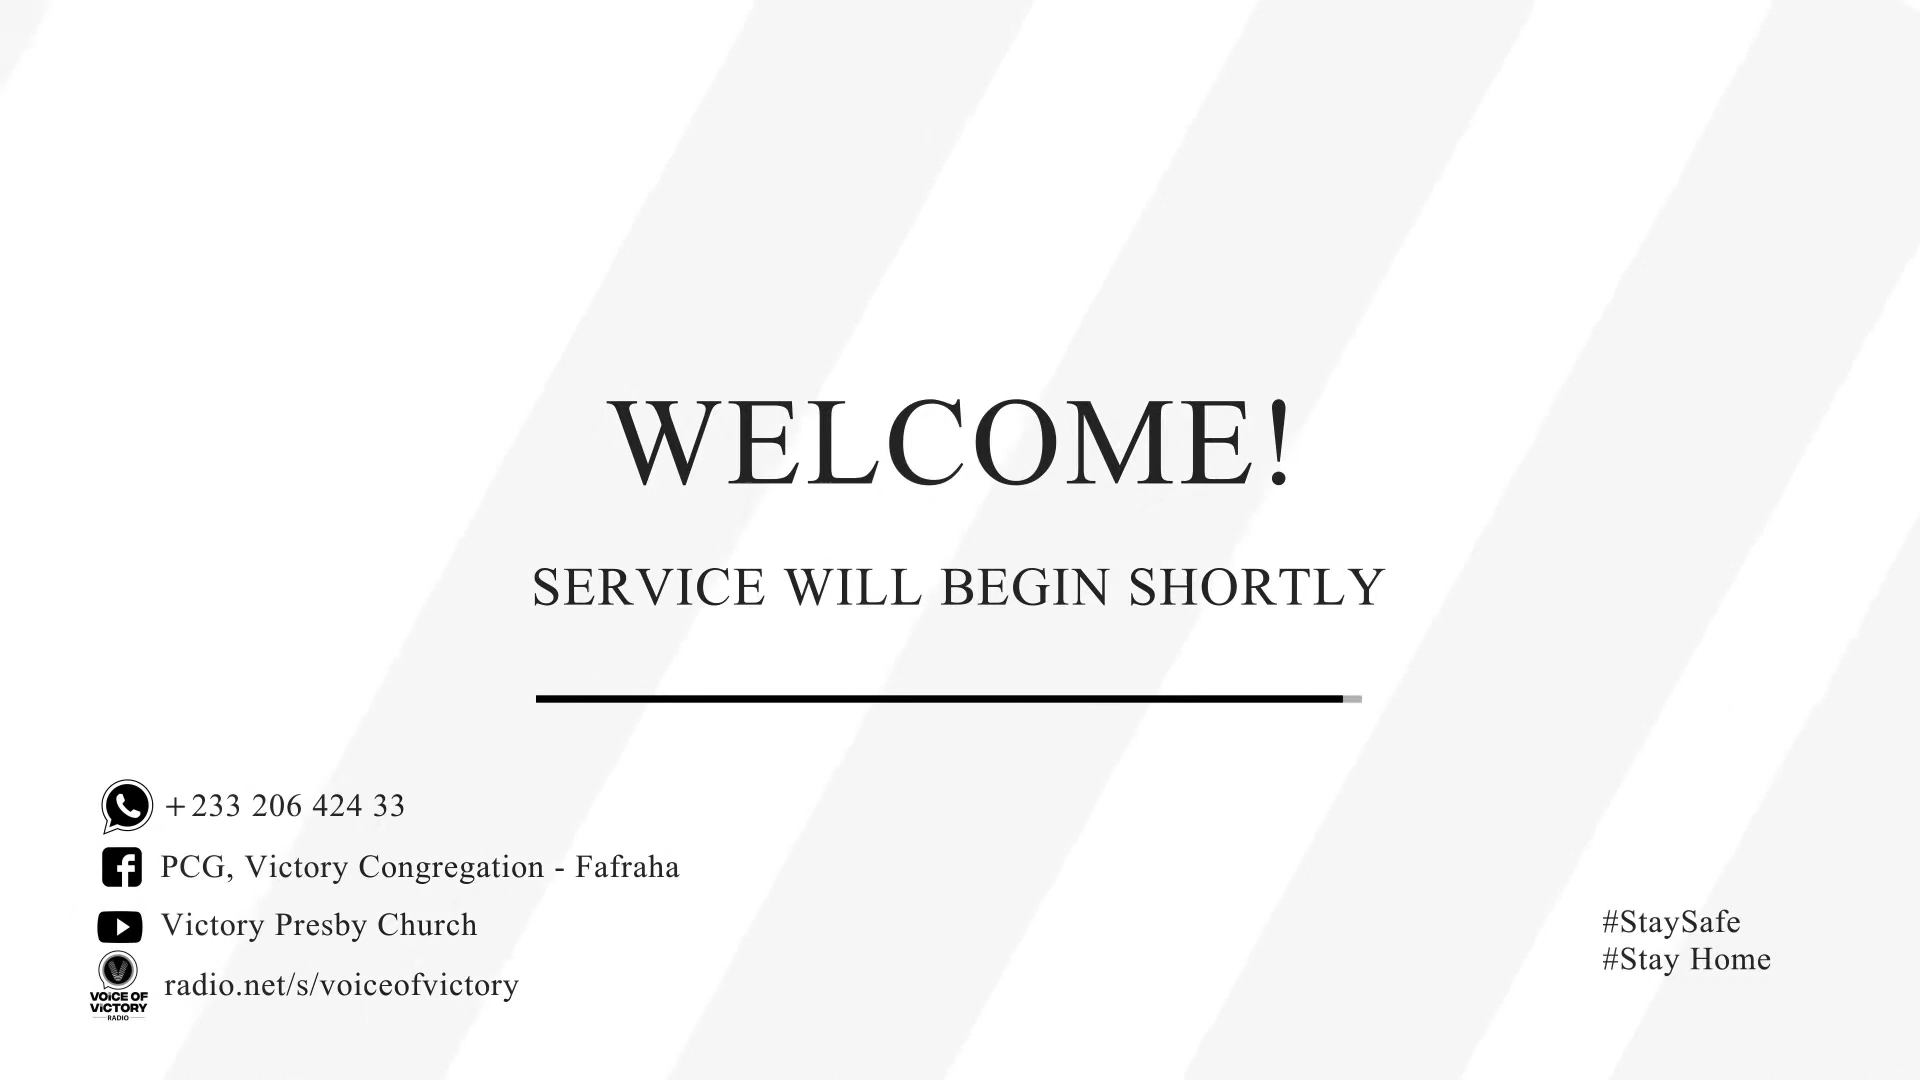 WELCOME!
SERVICE WILL BEGIN SHORTLY
+233 206 424 33
PCG, Victory Congregation - Fafraha
Victory Presby Church
VOiCE OF
ViCTORY
RADIO
radio.net/s/voiceofvictory
#StaySafe
#Stay Home